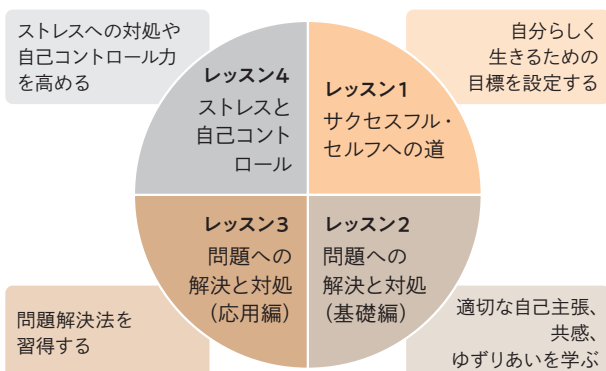 ストレスへの対処や
自己コントロール力
を高める
自分らしく
生きるための
目標を設定する
レッスン4
ストレスと
自己コント
ロール
レッスン1
サクセスフル・
セルフへの道
レッスン3
問題への
解決と対処
(応用編)
レッスン2
問題への
解決と対処
(基礎編)
問題解決法を
習得する
適切な自己主張、
共感、
ゆずりあいを学ぶ